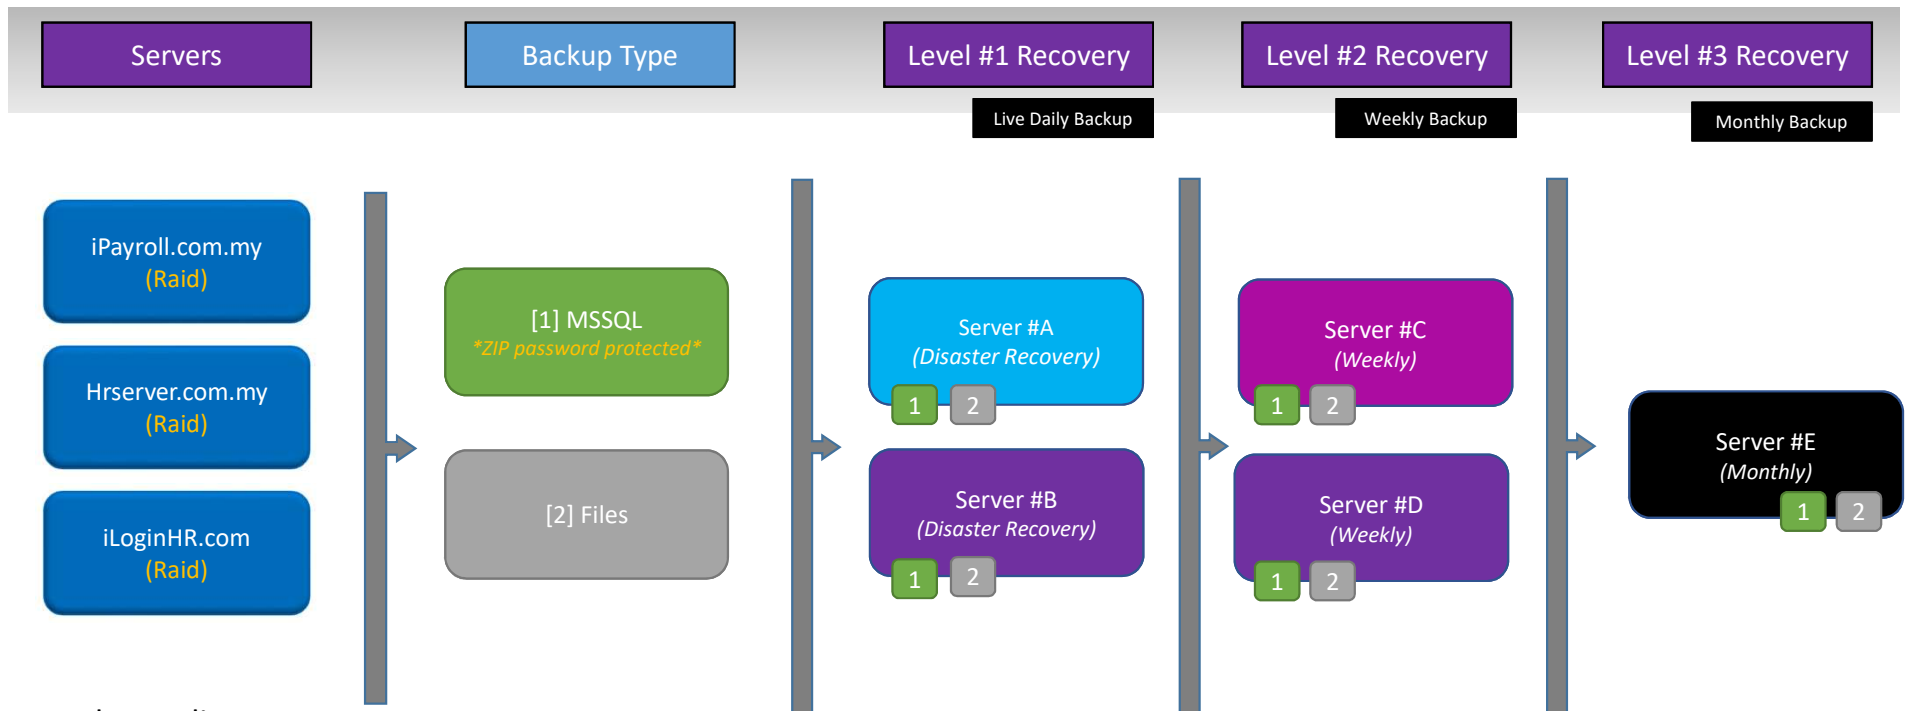 Servers
Backup Type
Level #1 Recovery
Level #2 Recovery
Level #3 Recovery
Live Daily Backup
Weekly Backup
Monthly Backup
iPayroll.com.my
(Raid)
Hrserver.com.my
(Raid)
iLoginHR.com
(Raid)
[1] MSSQL
*ZIP password protected*
[2] Files
Server #A
(Disaster Recovery)
1 2
Server #B
(Disaster Recovery)
1 2
Server #C
(Weekly)
1 2
Server #D
(Weekly)
1 2
Server #E
(Monthly)
1 2